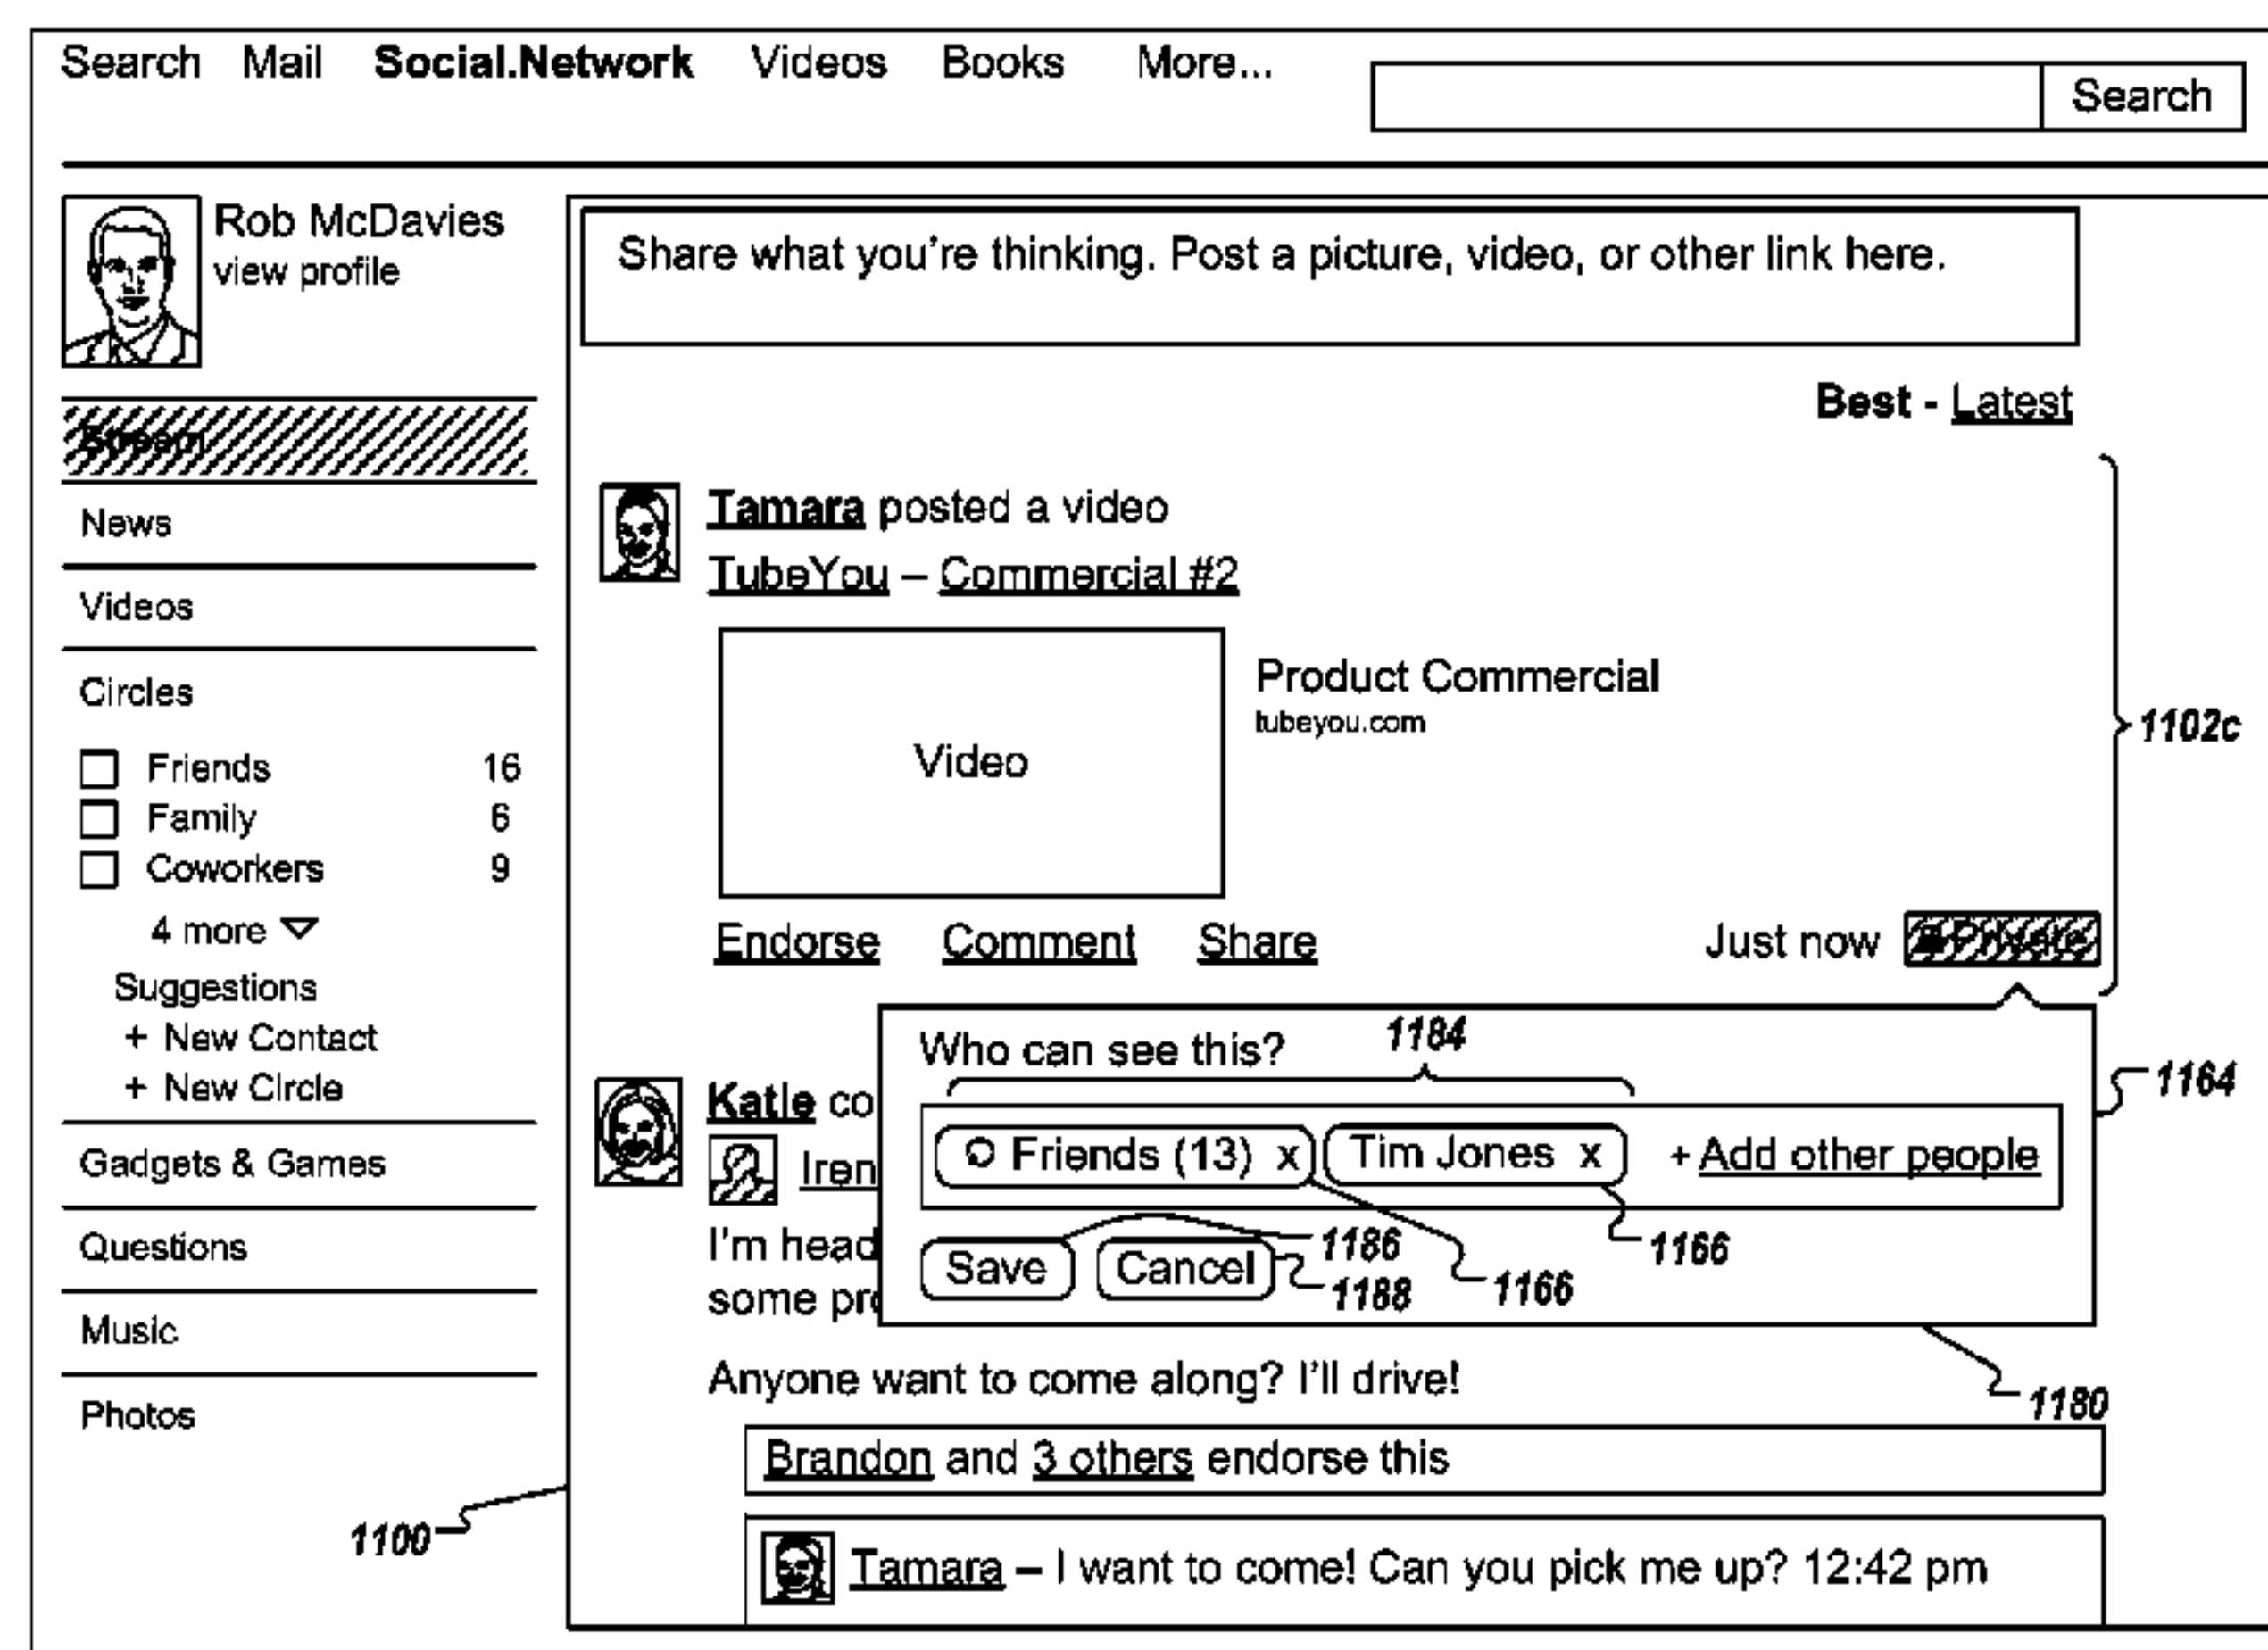 Search Mail Social.Network Videos Books More...
Search
Rob McDavies
view profile
Stream
News
Videos
Circles
Friends 16
Family 6
Coworkers 9
4 more
Suggestions
+ New Contact
+ New Circle
Gadgets & Games
Questions
Music
Photos
1100
Share what you're thinking. Post a picture, video, or other link here.
Best - Latest
Tamara posted a video
TubeYou – Commercial #2
Video
Product Commercial
tubeyou.com
1102c
Endorse Comment Share
Just now Private
Who can see this? 1184
1164
Friends (13) x Tim Jones x + Add other people
Save Cancel
1186
1188
1166
1166
1180
Katie co
Iren
I'm head
some pro
Anyone want to come along? I'll drive!
Brandon and 3 others endorse this
Tamara – I want to come! Can you pick me up? 12:42 pm